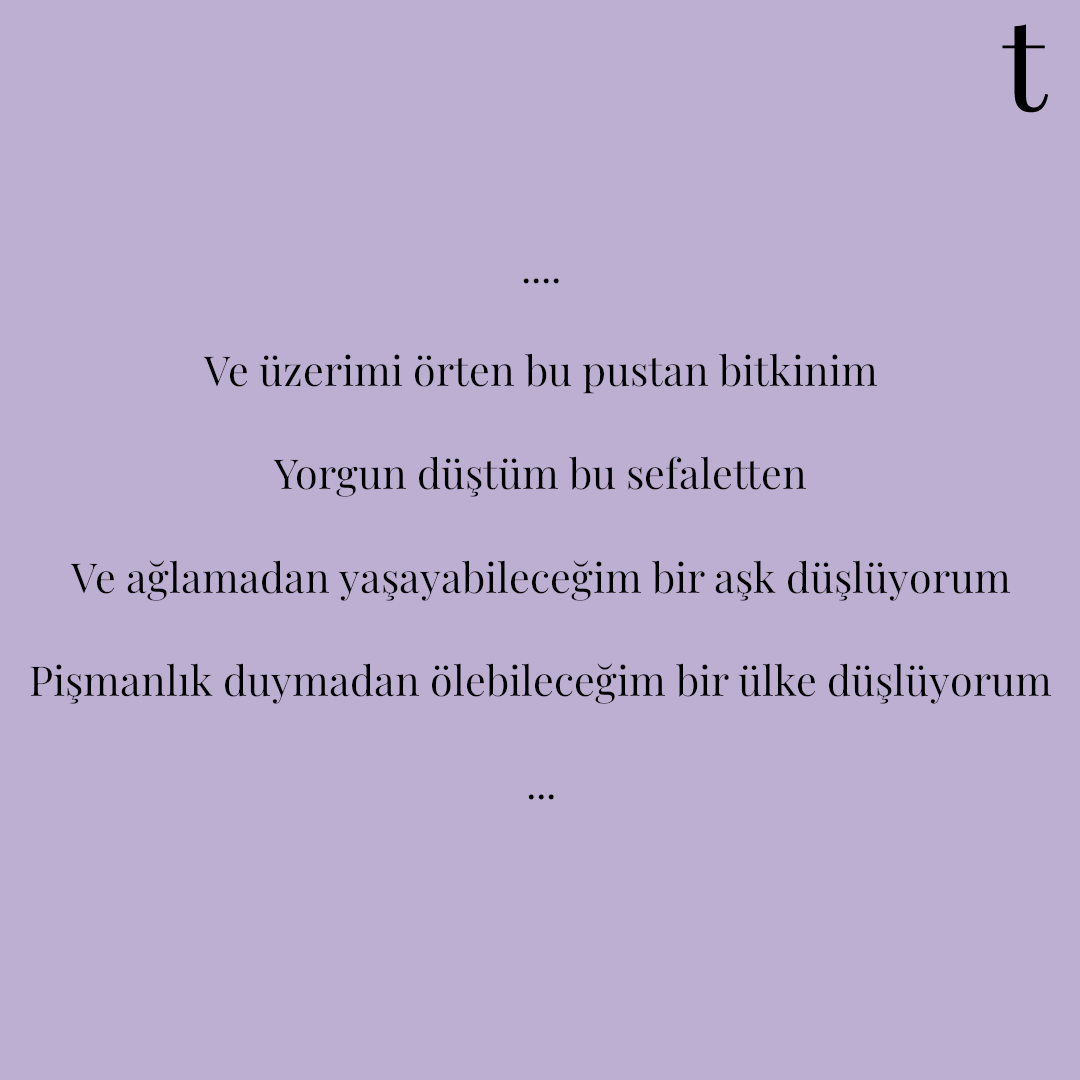 t
....
Ve üzerimi örten bu pustan bitkinim
Yorgun düştüm bu sefaletten
Ve ağlamadan yaşayabileceğim bir aşk düşlüyorum
Pişmanlık duymadan ölebileceğim bir ülke düşlüyorum
...